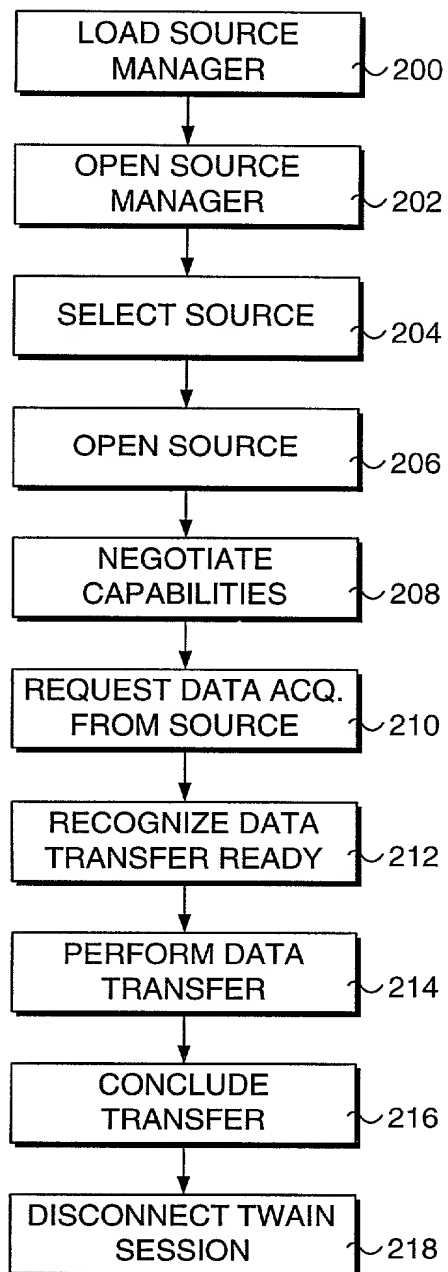 LOAD SOURCE
MANAGER
200
OPEN SOURCE
MANAGER
202
SELECT SOURCE
204
OPEN SOURCE
206
NEGOTIATE
CAPABILITIES
208
REQUEST DATA ACQ.
FROM SOURCE
210
RECOGNIZE DATA
TRANSFER READY
212
PERFORM DATA
TRANSFER
214
CONCLUDE
TRANSFER
216
DISCONNECT TWAIN
SESSION
218